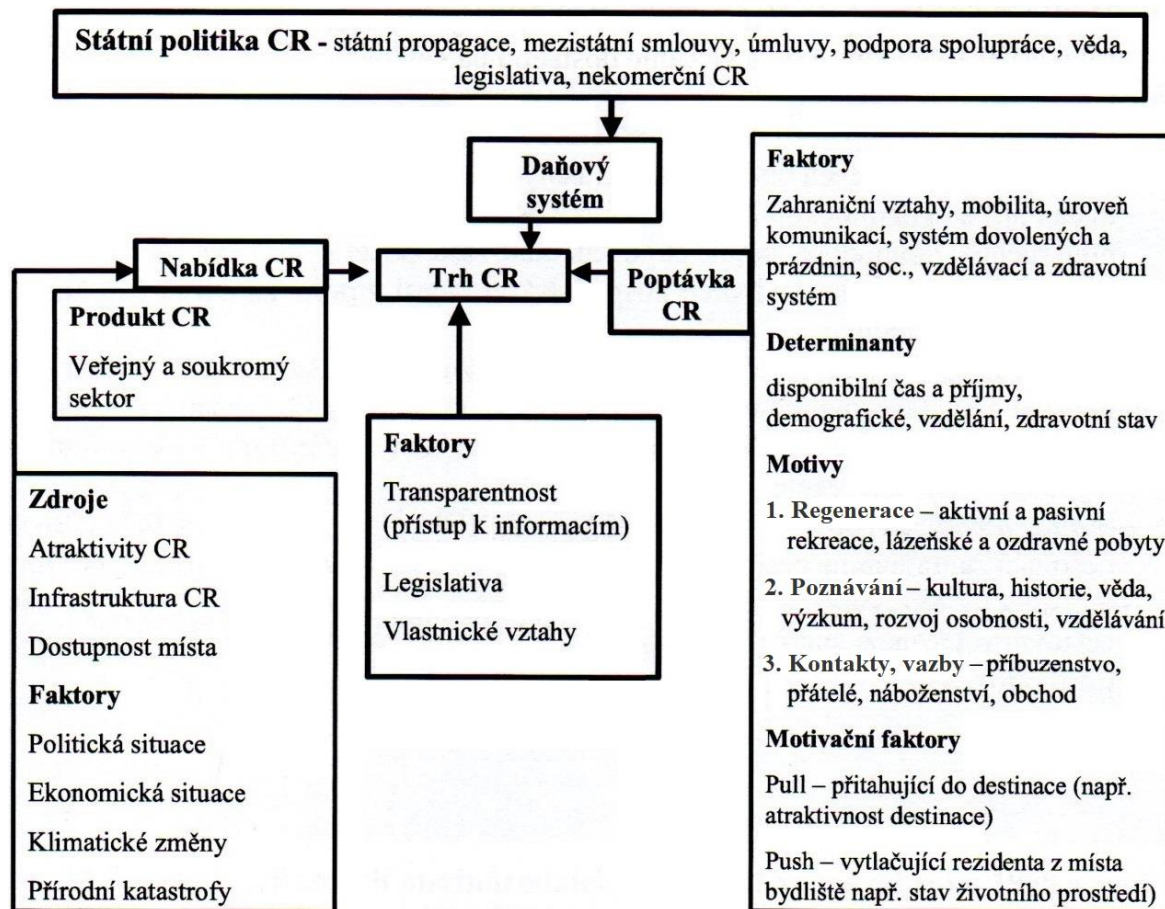 Státní politika CR - státní propagace, mezistátní smlouvy, úmluvy, podpora spolupráce, věda,
legislativa, nekomerční CR
Daňový
systém
Nabídka CR
Trh CR
Poptávka
CR
Produkt CR
Veřejný a soukromý
sektor
Zdroje
Atraktivity CR
Infrastruktura CR
Dostupnost místa
Faktory
Politická situace
Ekonomická situace
Klimatické změny
Přírodní katastrofy
Faktory
Transparentnost
(přístup k informacím)
Legislativa
Vlastnické vztahy
Faktory
Zahraniční vztahy, mobilita, úroveň
komunikací, systém dovolených a
prázdnin, soc., vzdělávací a zdravotní
systém
Determinanty
disponibilní čas a příjmy,
demografické, vzdělání, zdravotní stav
Motivy
1. Regenerace – aktivní a pasivní
rekreace, lázeňské a ozdravné pobyty
2. Poznávání – kultura, historie, věda,
výzkum, rozvoj osobnosti, vzdělávání
3. Kontakty, vazby – příbuzenstvo,
přátelé, náboženství, obchod
Motivační faktory
Pull – přitahující do destinace (např.
atraktivnost destinace)
Push – vytlačující rezidenta z místa
bydliště např. stav životního prostředí)